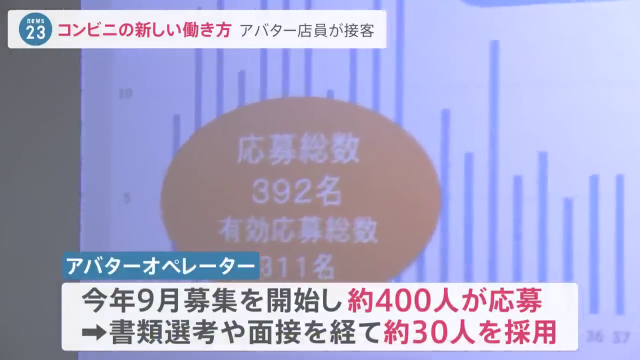 news
23
コンビニの新しい働き方 アバター店員が接客
10
5
応募総数
392名
有効応募総数
311名
36 37
アバターオペレーター
今年9月募集を開始し 約400人が応募
➡書類選考や面接を経て約30人を採用